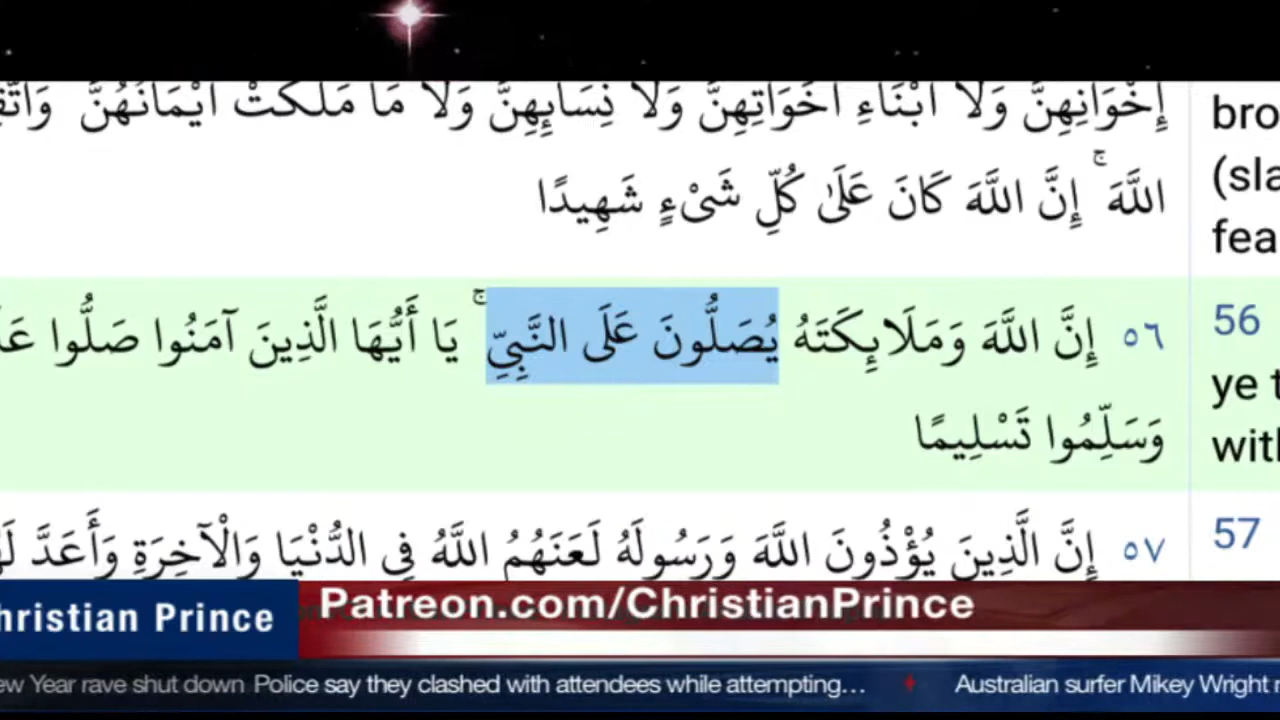 إِخْوَانِهِنَّ وَلَا أَبْنَاءِ أَخَوَاتِهِنَّ وَلَا نِسَائِهِنَّ وَلَا مَا مَلَكَتْ أَيْمَانُهُنَّ
اللَّهَ ۚ إِنَّ اللَّهَ كَانَ عَلَىٰ كُلِّ شَيْءٍ شَهِيدًا
٥٦ إِنَّ اللَّهَ وَمَلَائِكَتَهُ يُصَلُّونَ عَلَى النَّبِيِّ ۚ يَا أَيُّهَا الَّذِينَ آمَنُوا صَلُّوا
وَسَلِّمُوا تَسْلِيمًا
٥٧ إِنَّ الَّذِينَ يُؤْذُونَ اللَّهَ وَرَسُولَهُ لَعَنَهُمُ اللَّهُ فِي الدُّنْيَا وَالْآخِرَةِ وَأَعَدَّ
bro
(sla
fea
56
ye t
with
57
hristian Prince
Patreon.com/ChristianPrince
ew Year rave shut down Police say they clashed with attendees while attempting... Australian surfer Mikey Wright